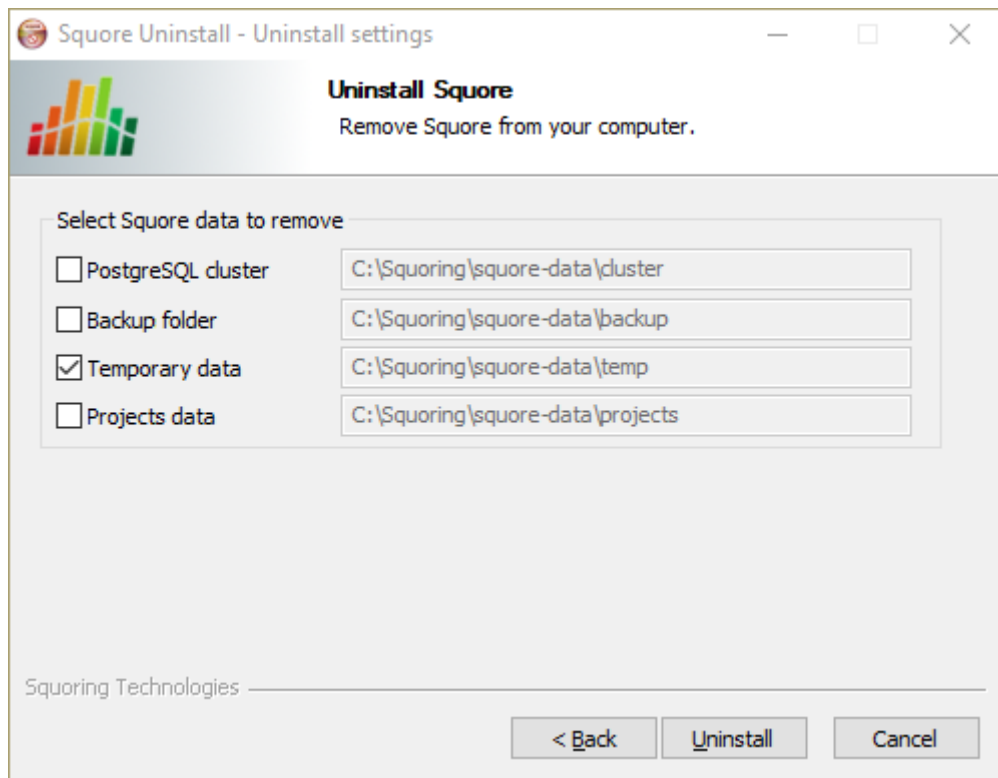 Squore Uninstall - Uninstall settings
Uninstall Squore
Remove Squore from your computer.
Select Squore data to remove
PostgreSQL cluster C:\Squoring\squore-data\cluster
Backup folder C:\Squoring\squore-data\backup
Temporary data C:\Squoring\squore-data\temp
Projects data C:\Squoring\squore-data\projects
Squoring Technologies
< Back Uninstall Cancel